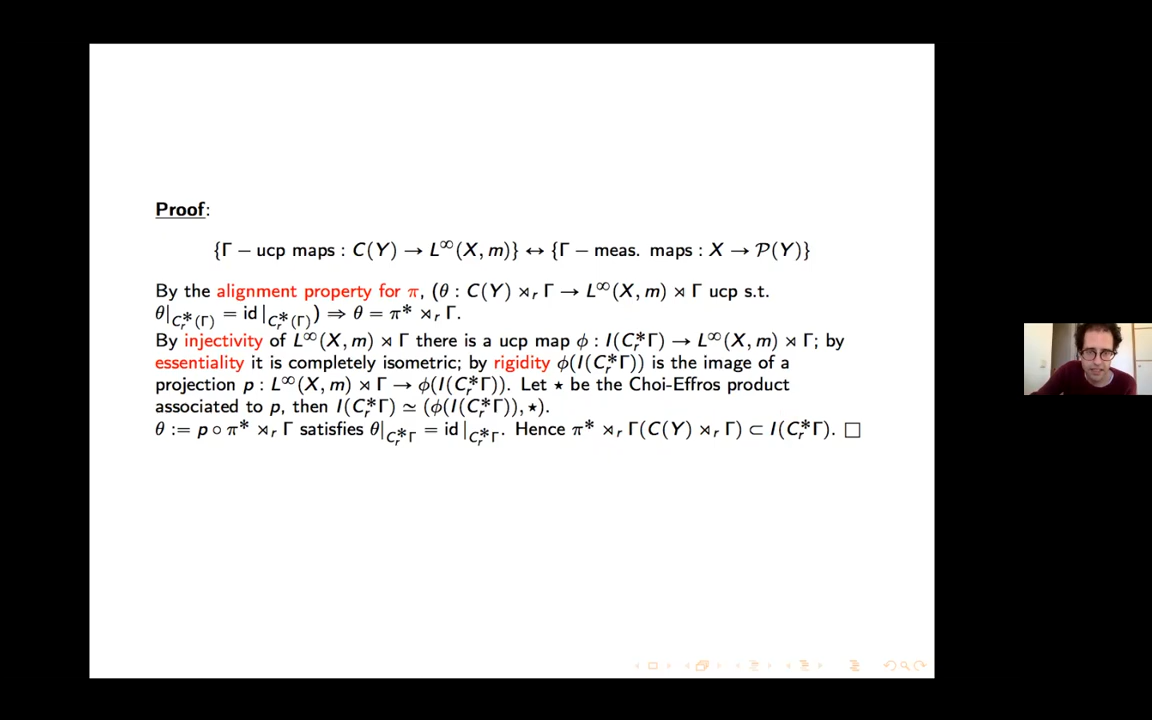 Proof:
{Γ − ucp maps : C(Y) → L^∞(X, m)} ↔ {Γ − meas. maps : X → 𝒫(Y)}
By the alignment property for π, (θ : C(Y) ⋊_r Γ → L^∞(X, m) ⋊ Γ ucp s.t.
θ|_{C_r^*(Γ)} = id |_{C_r^*(Γ)}) ⇒ θ = π* ⋊_r Γ.
By injectivity of L^∞(X, m) ⋊ Γ there is a ucp map ϕ : I(C_r^*Γ) → L^∞(X, m) ⋊ Γ; by
essentiality it is completely isometric; by rigidity ϕ(I(C_r^*Γ)) is the image of a
projection p : L^∞(X, m) ⋊ Γ → ϕ(I(C_r^*Γ)). Let ⋆ be the Choi-Effros product
associated to p, then I(C_r^*Γ) ≃ (ϕ(I(C_r^*Γ)), ⋆).
θ := p ∘ π* ⋊_r Γ satisfies θ|_{C_r^*Γ} = id |_{C_r^*Γ}. Hence π* ⋊_r Γ(C(Y) ⋊_r Γ) ⊂ I(C_r^*Γ). □